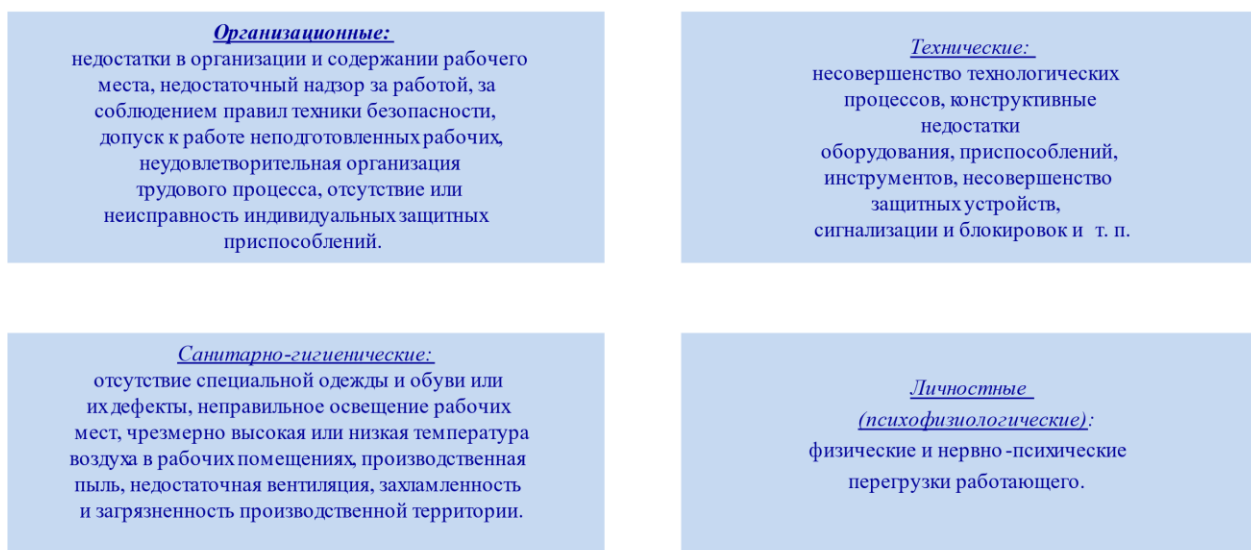 Организационные:
недостатки в организации и содержании рабочего
места, недостаточный надзор за работой, за
соблюдением правил техники безопасности,
допуск к работе неподготовленных рабочих,
неудовлетворительная организация
трудового процесса, отсутствие или
неисправность индивидуальных защитных
приспособлений.
Технические:
несовершенство технологических
процессов, конструктивные
недостатки
оборудования, приспособлений,
инструментов, несовершенство
защитных устройств,
сигнализации и блокировок и т. п.
Санитарно-гигиенические:
отсутствие специальной одежды и обуви или
их дефекты, неправильное освещение рабочих
мест, чрезмерно высокая или низкая температура
воздуха в рабочих помещениях, производственная
пыль, недостаточная вентиляция, захламленность
и загрязненность производственной территории.
Личностные
(психофизиологические):
физические и нервно-психические
перегрузки работающего.